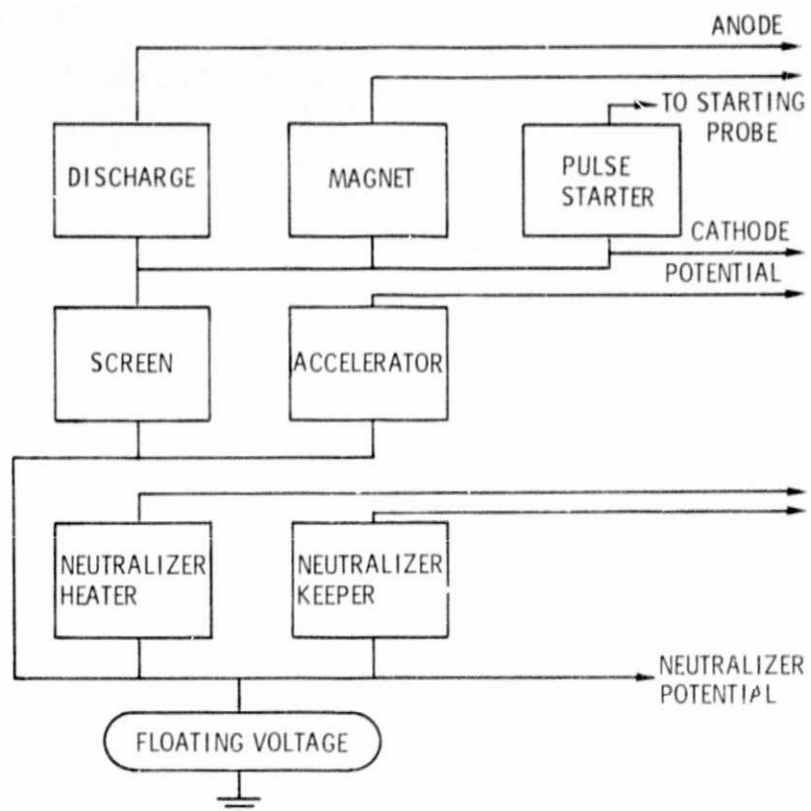 ANODE
TO STARTING
PROBE
DISCHARGE
MAGNET
PULSE
STARTER
CATHODE
POTENTIAL
SCREEN
ACCELERATOR
NEUTRALIZER
HEATER
NEUTRALIZER
KEEPER
NEUTRALIZER
POTENTIAL
FLOATING VOLTAGE